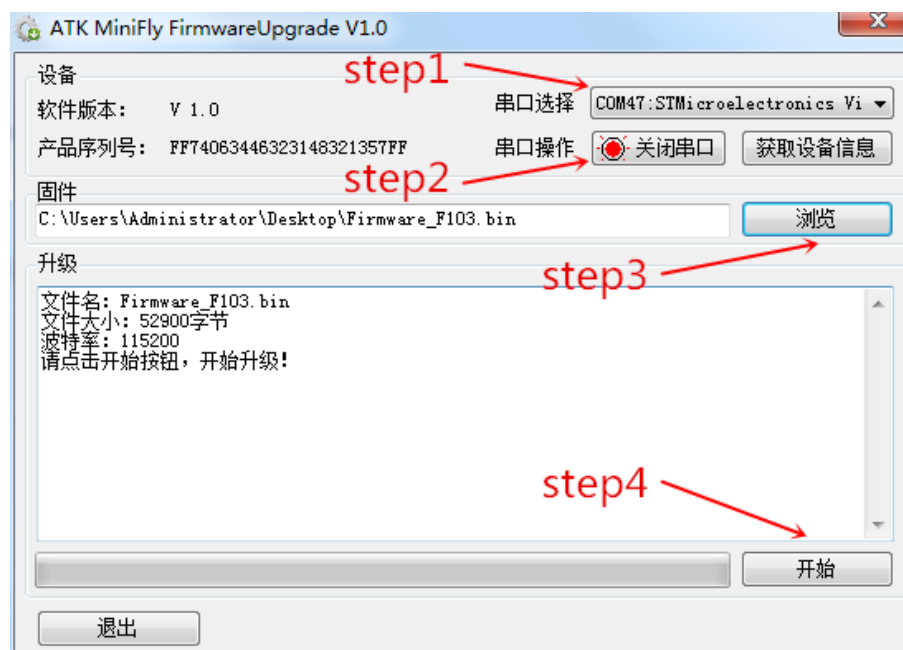 ATK MiniFly FirmwareUpgrade V1.0
step1
设备
软件版本: V 1.0
串口选择 COM47:STMicroelectronics Vi
产品序列号: FF74063446323148321357FF
串口操作 关闭串口 获取设备信息
step2
固件
C:\Users\Administrator\Desktop\Firmware_F103.bin 浏览
升级
step3
文件名: Firmware_F103.bin
文件大小: 52900字节
波特率: 115200
请点击开始按钮，开始升级!
step4
开始
退出